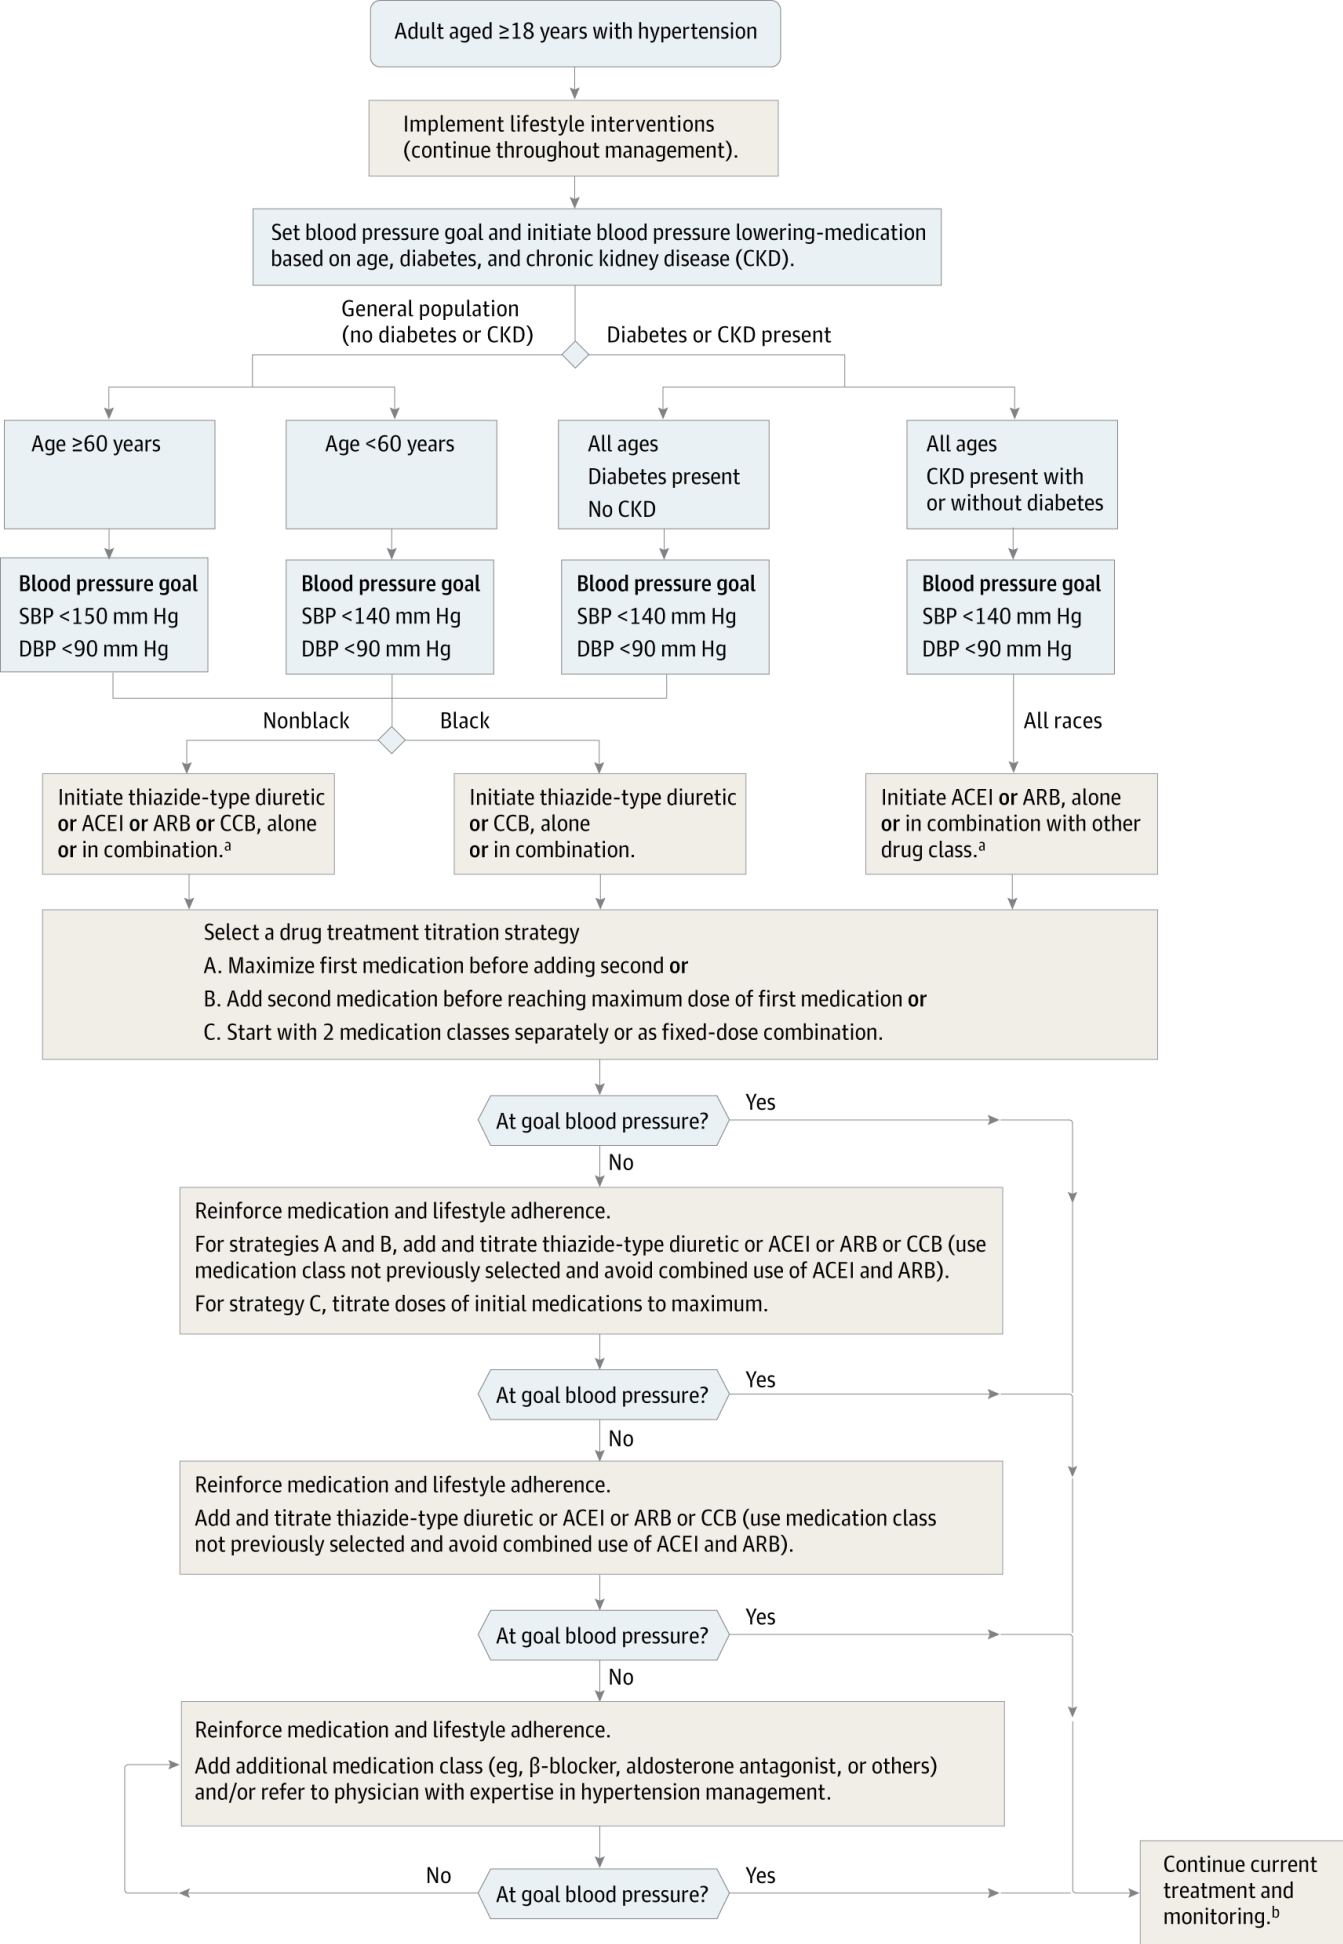 Adult aged ≥18 years with hypertension
Implement lifestyle interventions
(continue throughout management).
Set blood pressure goal and initiate blood pressure lowering-medication
based on age, diabetes, and chronic kidney disease (CKD).
General population
(no diabetes or CKD)
Diabetes or CKD present
Age ≥60 years
Age <60 years
All ages
Diabetes present
No CKD
All ages
CKD present with
or without diabetes
Blood pressure goal
SBP <150 mm Hg
DBP <90 mm Hg
Blood pressure goal
SBP <140 mm Hg
DBP <90 mm Hg
Blood pressure goal
SBP <140 mm Hg
DBP <90 mm Hg
Blood pressure goal
SBP <140 mm Hg
DBP <90 mm Hg
Nonblack
Black
All races
Initiate thiazide-type diuretic
or ACEI or ARB or CCB, alone
or in combination.a
Initiate thiazide-type diuretic
or CCB, alone
or in combination.
Initiate ACEI or ARB, alone
or in combination with other
drug class.a
Select a drug treatment titration strategy
A. Maximize first medication before adding second or
B. Add second medication before reaching maximum dose of first medication or
C. Start with 2 medication classes separately or as fixed-dose combination.
At goal blood pressure?
Yes
No
Reinforce medication and lifestyle adherence.
For strategies A and B, add and titrate thiazide-type diuretic or ACEI or ARB or CCB (use
medication class not previously selected and avoid combined use of ACEI and ARB).
For strategy C, titrate doses of initial medications to maximum.
At goal blood pressure?
Yes
No
Reinforce medication and lifestyle adherence.
Add and titrate thiazide-type diuretic or ACEI or ARB or CCB (use medication class
not previously selected and avoid combined use of ACEI and ARB).
At goal blood pressure?
Yes
No
Reinforce medication and lifestyle adherence.
Add additional medication class (eg, β-blocker, aldosterone antagonist, or others)
and/or refer to physician with expertise in hypertension management.
No
At goal blood pressure?
Yes
Continue current
treatment and
monitoring.b